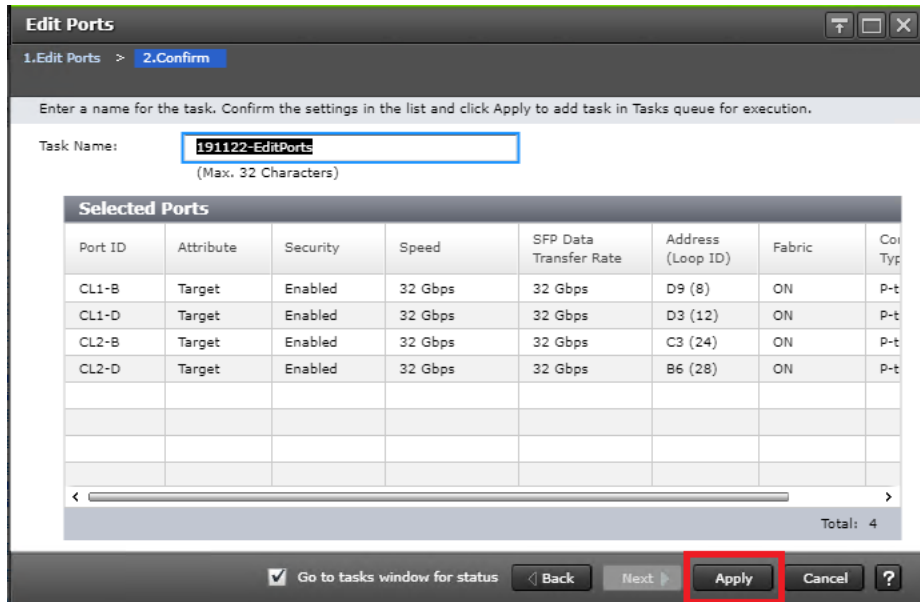 Edit Ports
1.Edit Ports > 2.Confirm
Enter a name for the task. Confirm the settings in the list and click Apply to add task in Tasks queue for execution.
Task Name: 191122-EditPorts
(Max. 32 Characters)
Selected Ports
Port ID Attribute Security Speed SFP Data Transfer Rate Address (Loop ID) Fabric Co Typ
CL1-B Target Enabled 32 Gbps 32 Gbps D9 (8) ON P-t
CL1-D Target Enabled 32 Gbps 32 Gbps D3 (12) ON P-t
CL2-B Target Enabled 32 Gbps 32 Gbps C3 (24) ON P-t
CL2-D Target Enabled 32 Gbps 32 Gbps B6 (28) ON P-t
Total: 4
Go to tasks window for status Back Next Apply Cancel ?